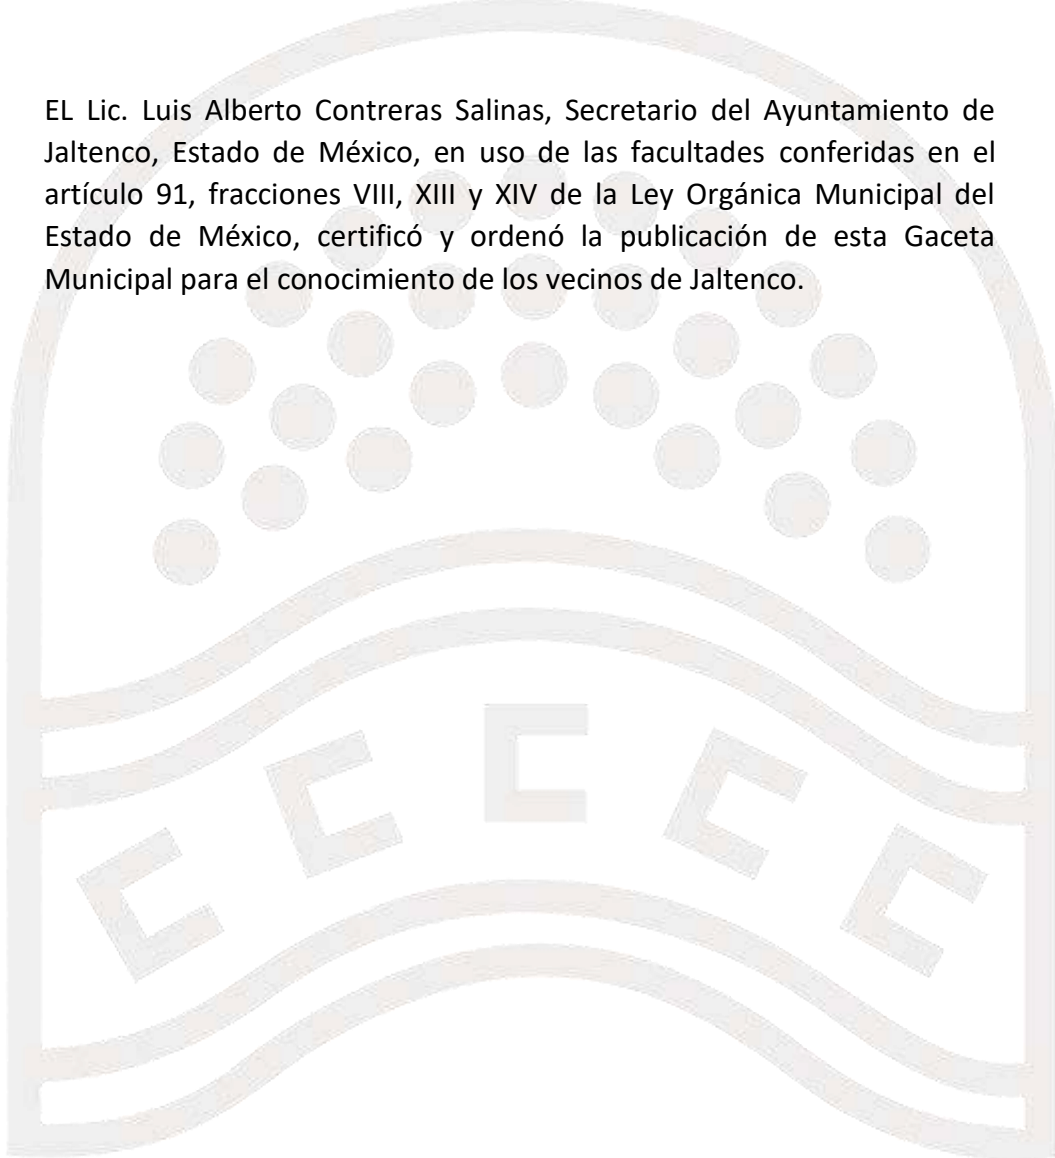 EL Lic. Luis Alberto Contreras Salinas, Secretario del Ayuntamiento de
Jaltenco, Estado de México, en uso de las facultades conferidas en el
artículo 91, fracciones VIII, XIII y XIV de la Ley Orgánica Municipal del
Estado de México, certificó y ordenó la publicación de esta Gaceta
Municipal para el conocimiento de los vecinos de Jaltenco.